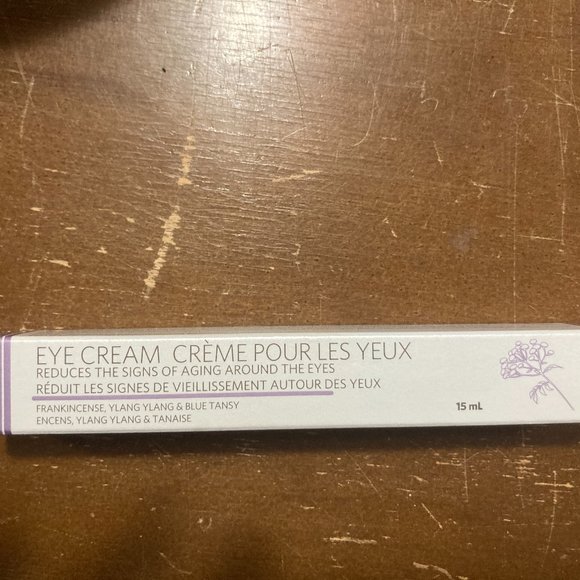 EYE CREAM CRÈME POUR LES YEUX
REDUCES THE SIGNS OF AGING AROUND THE EYES
RÉDUIT LES SIGNES DE VIEILLISSEMENT AUTOUR DES YEUX
FRANKINCENSE, YLANG YLANG & BLUE TANSY
ENCENS, YLANG YLANG & TANAISE
15 mL